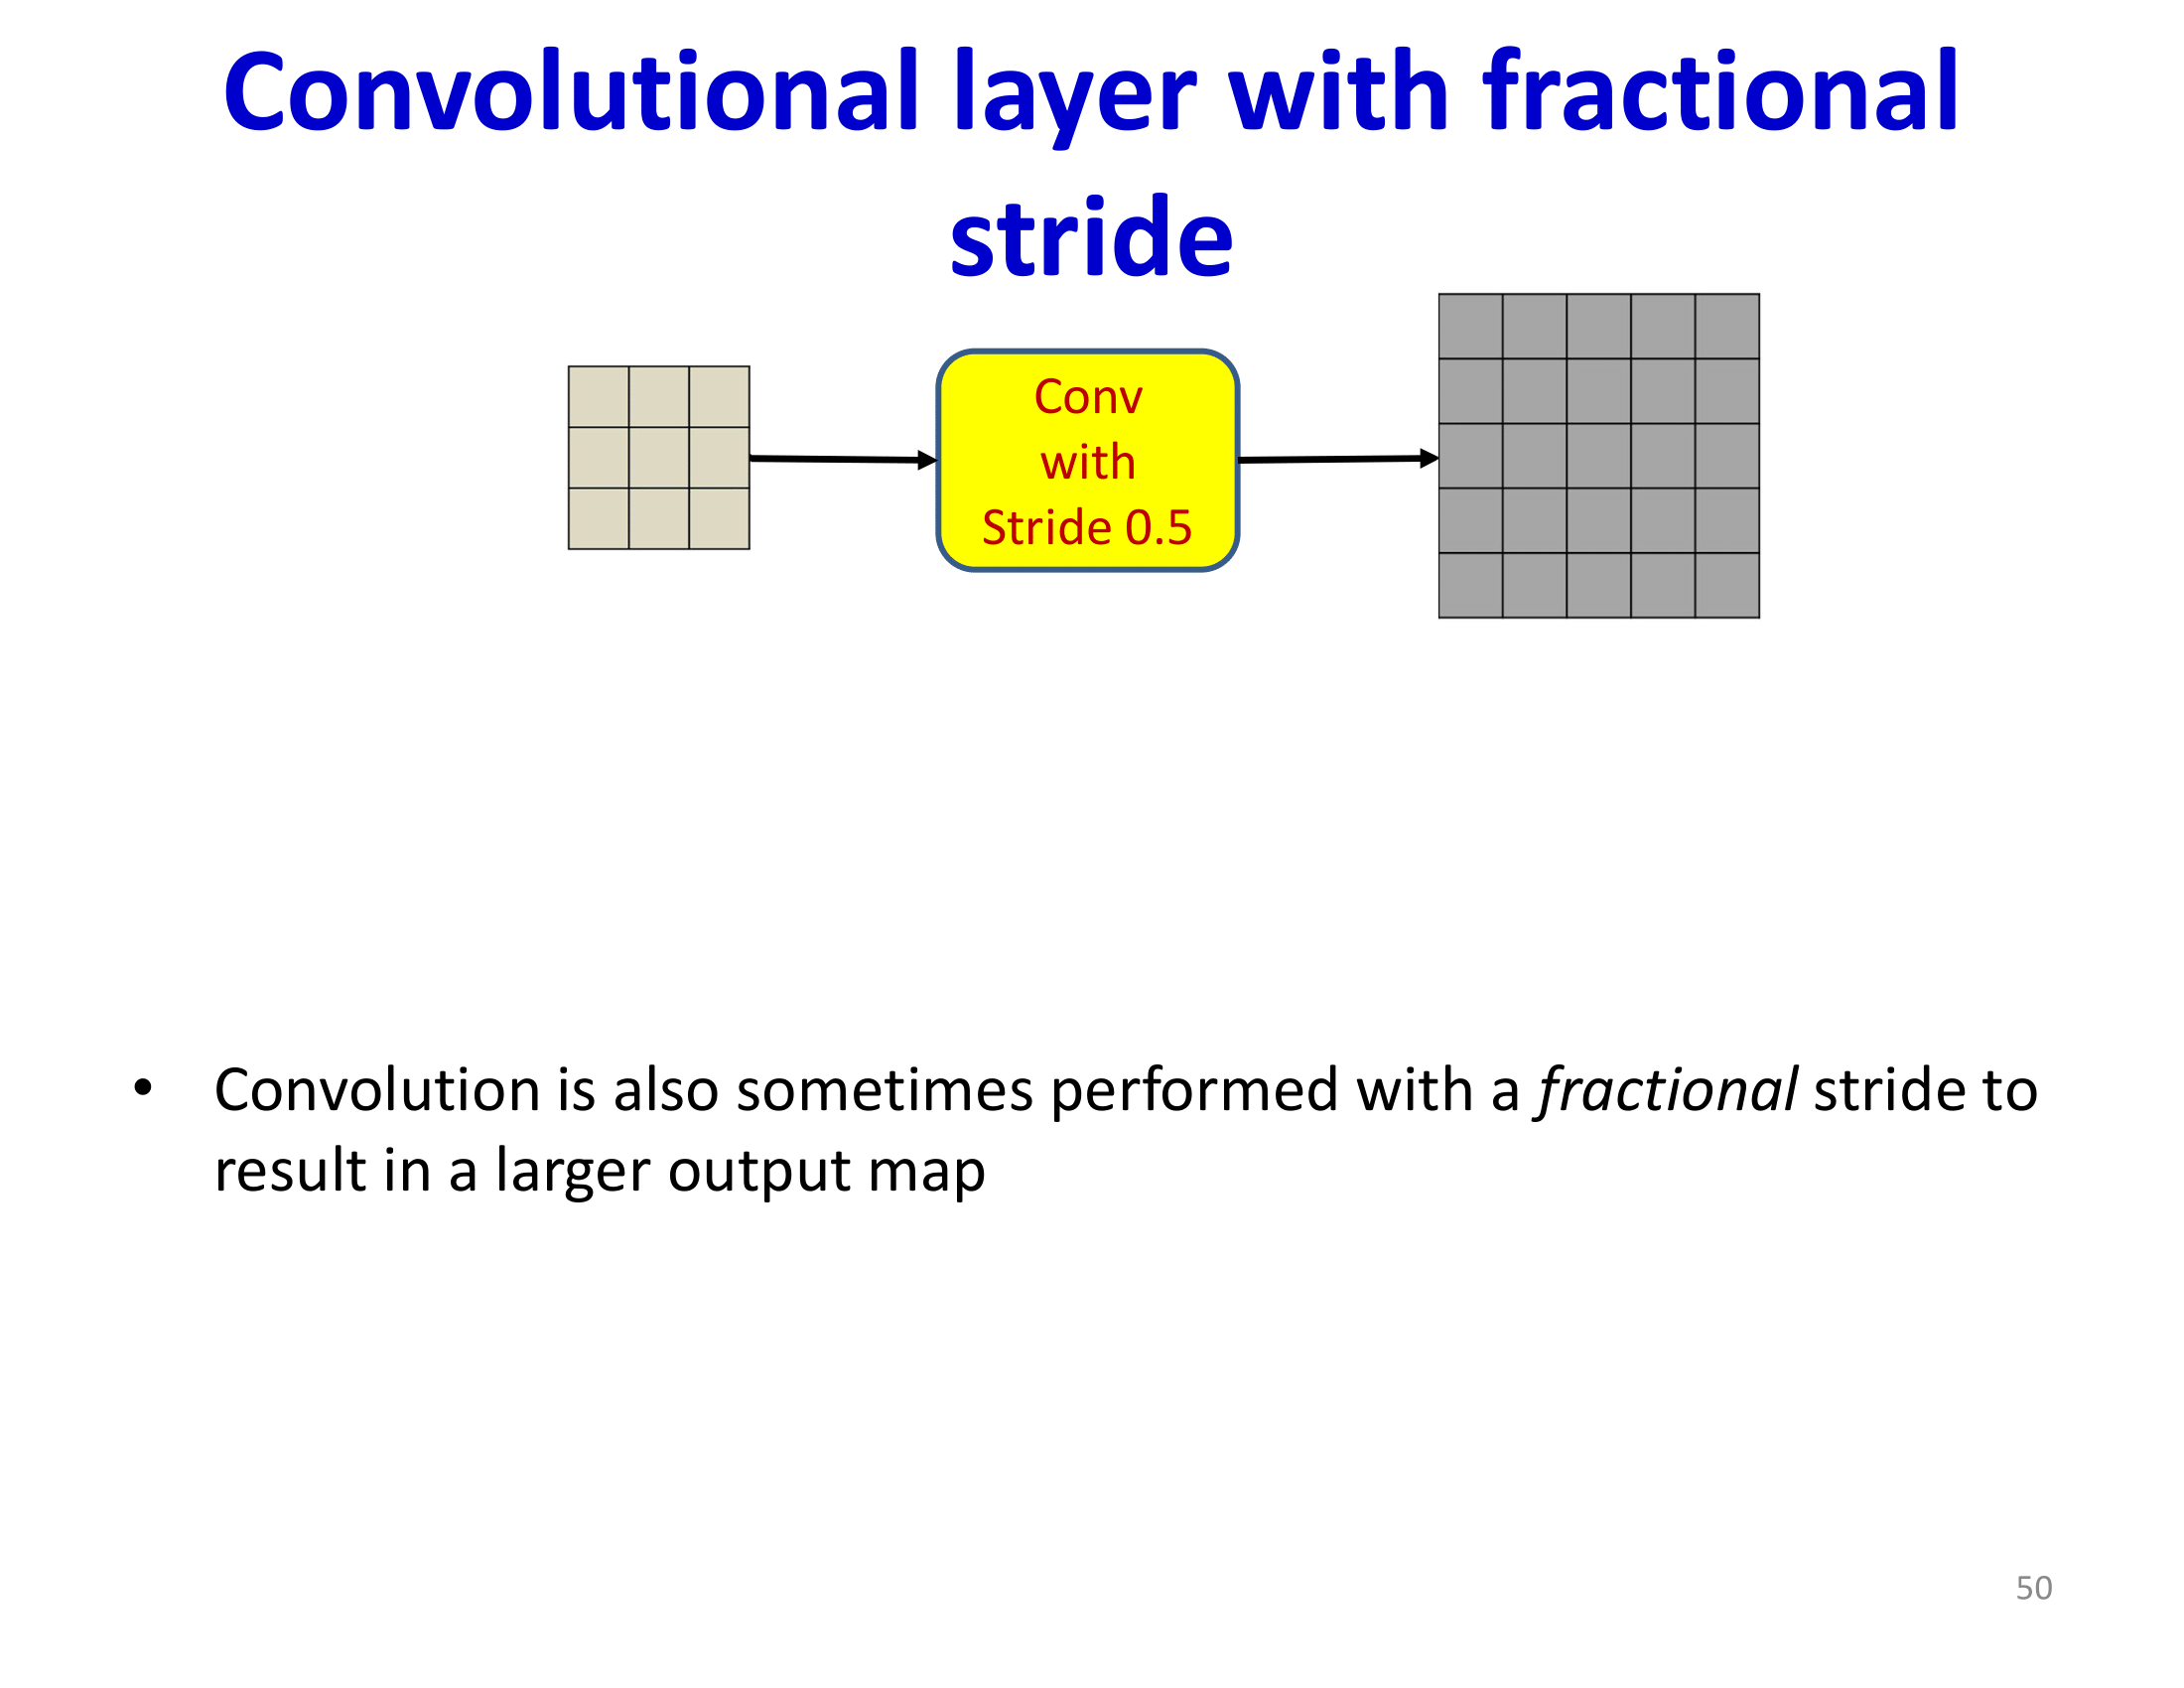 Convolutional layer with fractional
stride
Conv
with
Stride 0.5
• Convolution is also sometimes performed with a fractional stride to
result in a larger output map
50